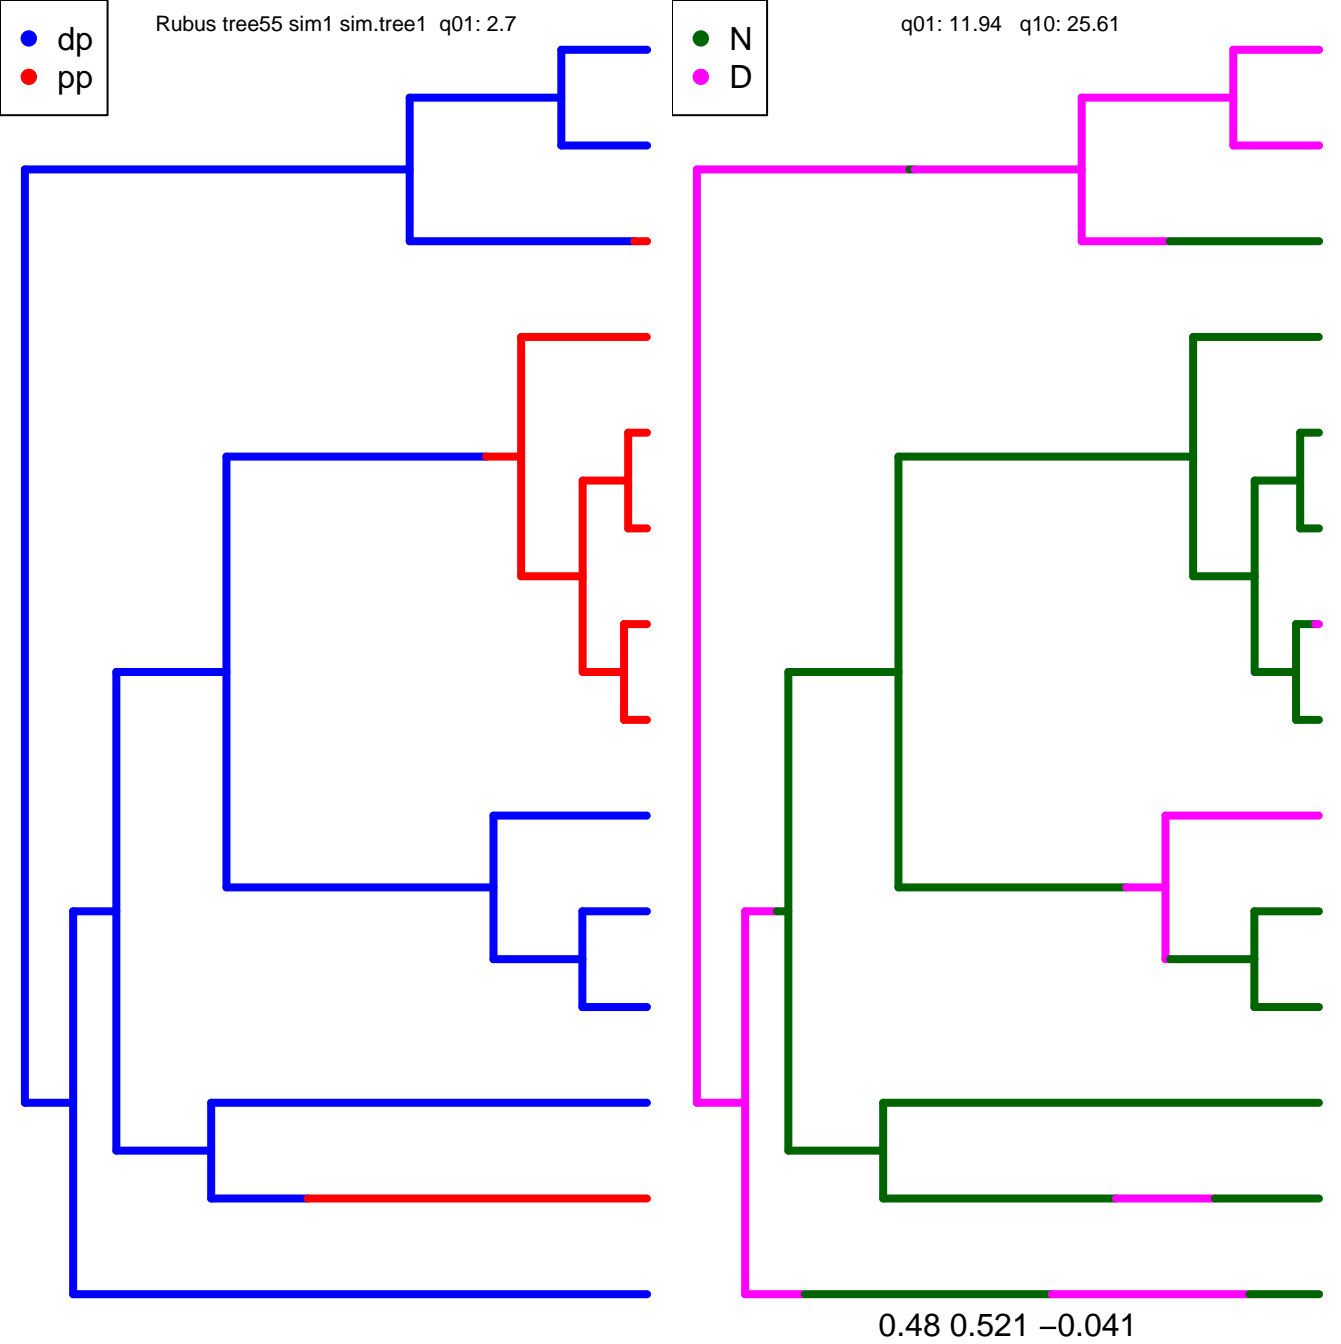 dp
pp
Rubus tree55 sim1 sim.tree1 q01: 2.7
N
D
q01: 11.94 q10: 25.61
0.48 0.521 −0.041